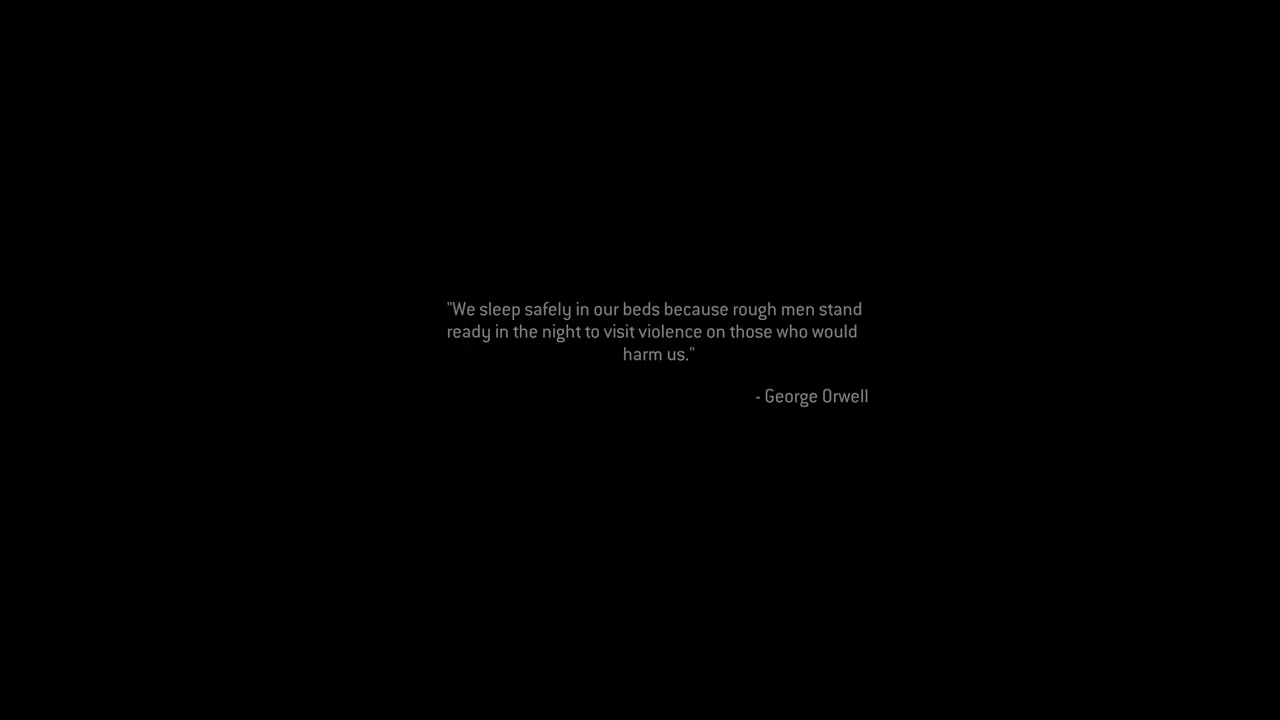 "We sleep safely in our beds because rough men stand
ready in the night to visit violence on those who would
harm us."
- George Orwell